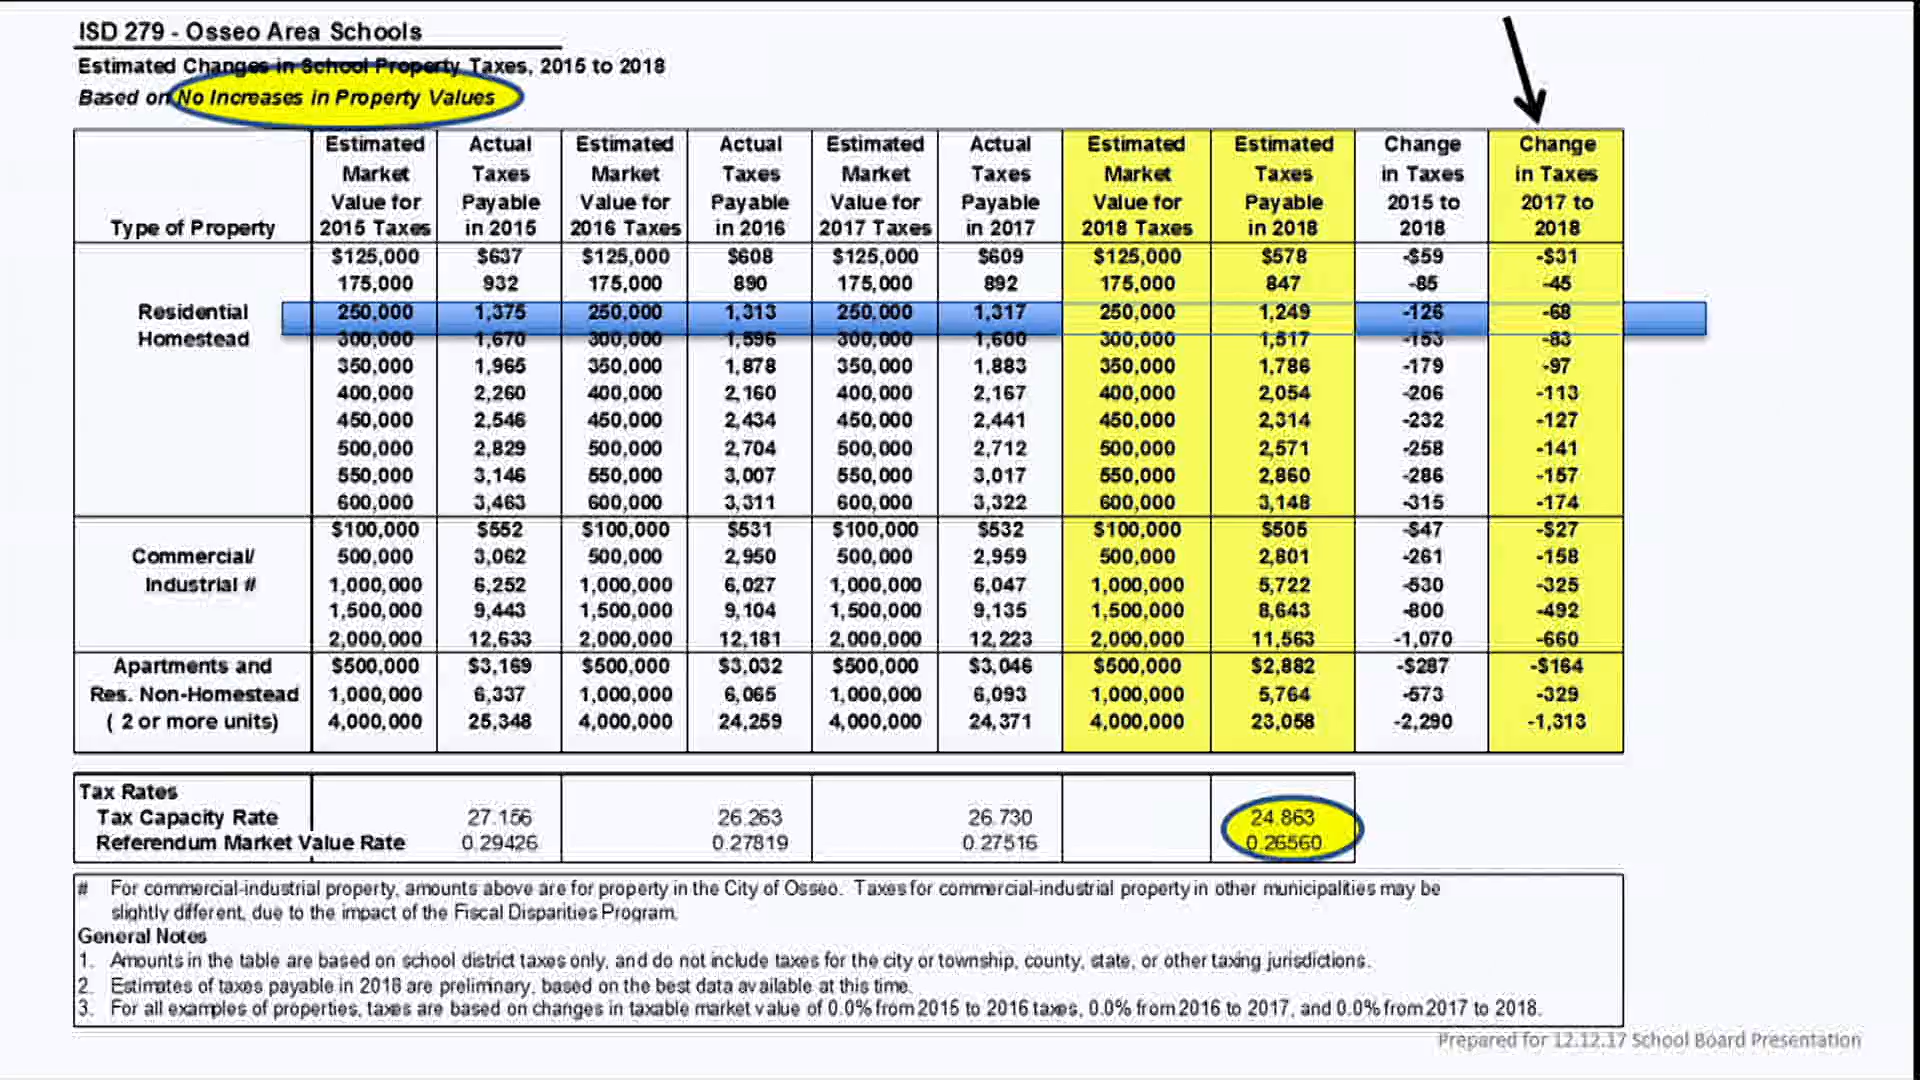 ISD 279 - Osseo Area Schools
Estimated Changes in School Property Taxes, 2015 to 2018
Based on No Increases in Property Values
Type of Property | Estimated Market Value for 2015 Taxes | Actual Taxes Payable in 2015 | Estimated Market Value for 2016 Taxes | Actual Taxes Payable in 2016 | Estimated Market Value for 2017 Taxes | Actual Taxes Payable in 2017 | Estimated Market Value for 2018 Taxes | Estimated Taxes Payable in 2018 | Change in Taxes 2015 to 2018 | Change in Taxes 2017 to 2018
$125,000 $637 $125,000 $608 $125,000 $609 $125,000 $578 -$59 -$31
175,000 932 175,000 890 175,000 892 175,000 847 -85 -45
Residential 250,000 1,375 250,000 1,313 250,000 1,317 250,000 1,249 -126 -68
Homestead 300,000 1,670 300,000 1,596 300,000 1,600 300,000 1,517 -153 -83
350,000 1,965 350,000 1,878 350,000 1,883 350,000 1,786 -179 -97
400,000 2,260 400,000 2,160 400,000 2,167 400,000 2,054 -206 -113
450,000 2,546 450,000 2,434 450,000 2,441 450,000 2,314 -232 -127
500,000 2,829 500,000 2,704 500,000 2,712 500,000 2,571 -258 -141
550,000 3,146 550,000 3,007 550,000 3,017 550,000 2,860 -286 -157
600,000 3,463 600,000 3,311 600,000 3,322 600,000 3,148 -315 -174
$100,000 $552 $100,000 $531 $100,000 $532 $100,000 $505 -$47 -$27
Commercial/ 500,000 3,062 500,000 2,950 500,000 2,959 500,000 2,801 -261 -158
Industrial # 1,000,000 6,252 1,000,000 6,027 1,000,000 6,047 1,000,000 5,722 -530 -325
1,500,000 9,443 1,500,000 9,104 1,500,000 9,135 1,500,000 8,643 -800 -492
2,000,000 12,633 2,000,000 12,181 2,000,000 12,223 2,000,000 11,563 -1,070 -660
Apartments and $500,000 $3,169 $500,000 $3,032 $500,000 $3,046 $500,000 $2,882 -$287 -$164
Res. Non-Homestead 1,000,000 6,337 1,000,000 6,065 1,000,000 6,093 1,000,000 5,764 -573 -329
( 2 or more units) 4,000,000 25,348 4,000,000 24,259 4,000,000 24,371 4,000,000 23,058 -2,290 -1,313
Tax Rates
Tax Capacity Rate 27.156 26.263 26.730 24.863
Referendum Market Value Rate 0.29426 0.27819 0.27516 0.26560
# For commercial-industrial property, amounts above are for property in the City of Osseo. Taxes for commercial-industrial property in other municipalities may be
slightly different, due to the impact of the Fiscal Disparities Program.
General Notes
1. Amounts in the table are based on school district taxes only, and do not include taxes for the city or township, county, state, or other taxing jurisdictions.
2. Estimates of taxes payable in 2018 are preliminary, based on the best data available at this time.
3. For all examples of properties, taxes are based on changes in taxable market value of 0.0% from 2015 to 2016 taxes, 0.0% from 2016 to 2017, and 0.0% from 2017 to 2018.
Prepared for 12.12.17 School Board Presentation